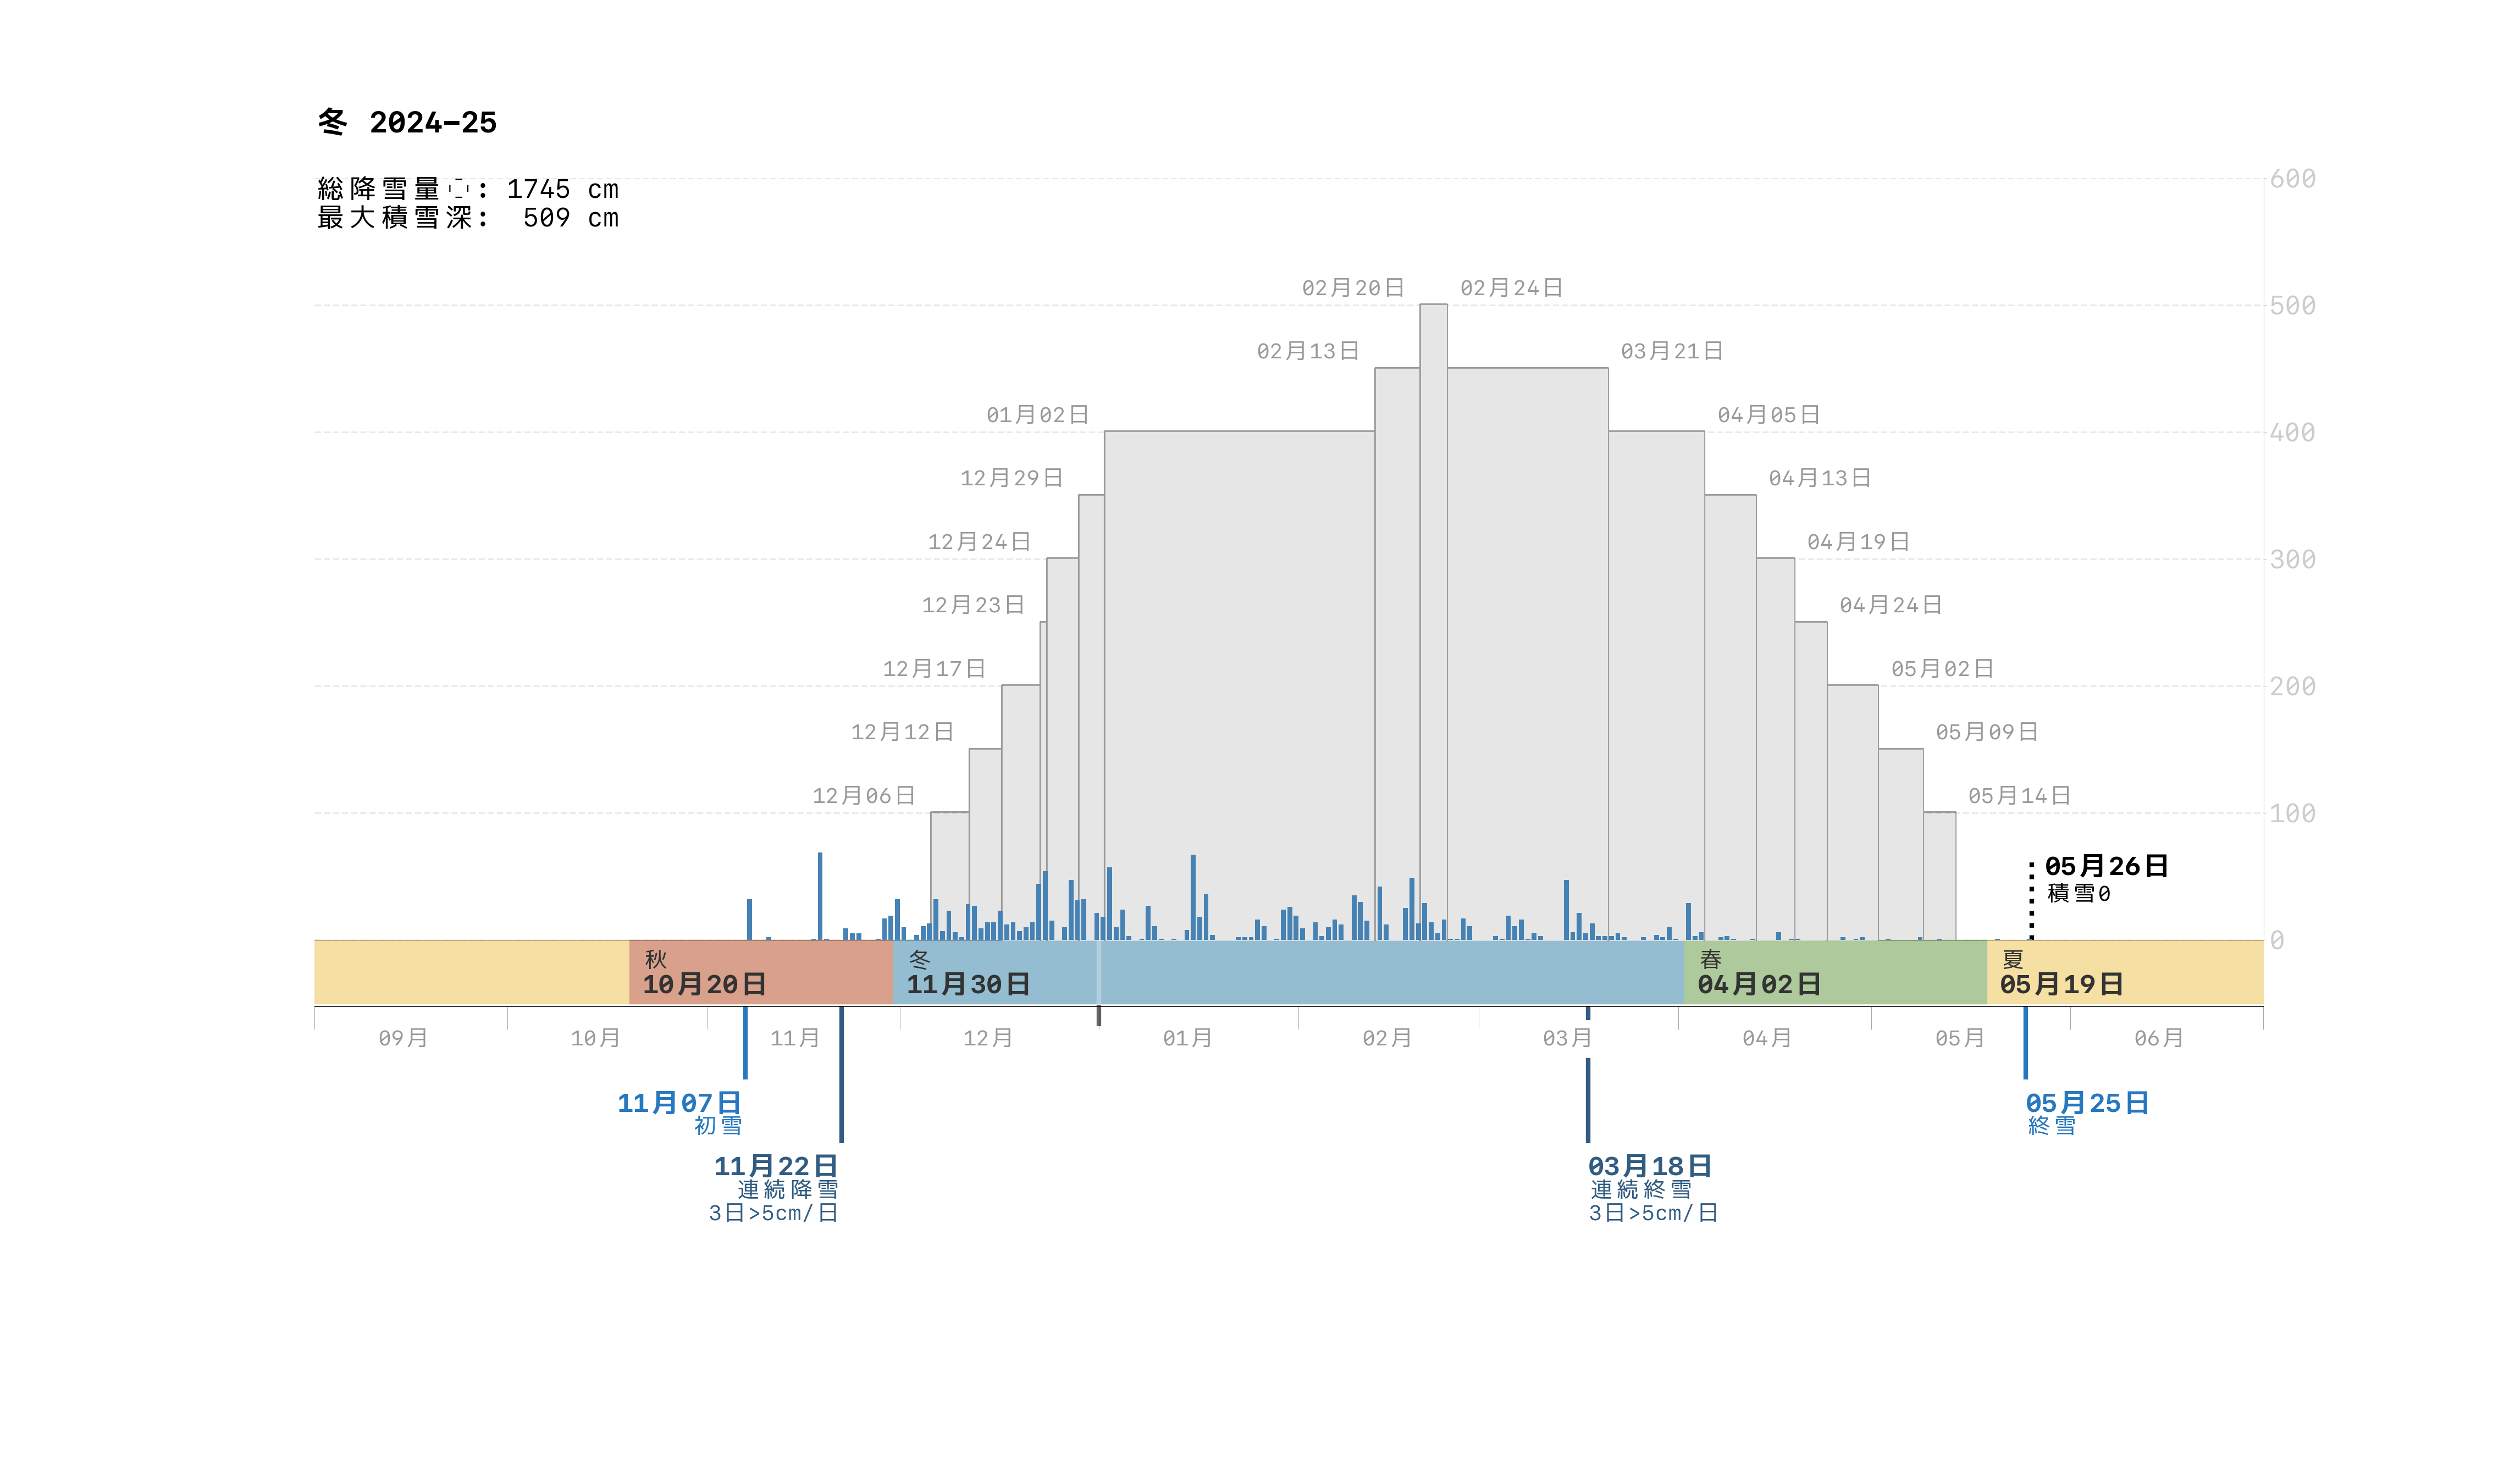 冬 2024–25
総降雪量: 1745 cm
最大積雪深: 509 cm
600
02月20日 02月24日
500
02月13日 03月21日
01月02日 04月05日
400
12月29日 04月13日
12月24日 04月19日
300
12月23日 04月24日
12月17日 05月02日
200
12月12日 05月09日
12月06日 05月14日
100
05月26日
積雪0
0
秋 冬 春 夏
10月20日 11月30日 04月02日 05月19日
09月 10月 11月 12月 01月 02月 03月 04月 05月 06月
11月07日 05月25日
初雪 終雪
11月22日 03月18日
連続降雪 連続終雪
3日>5cm/日 3日>5cm/日